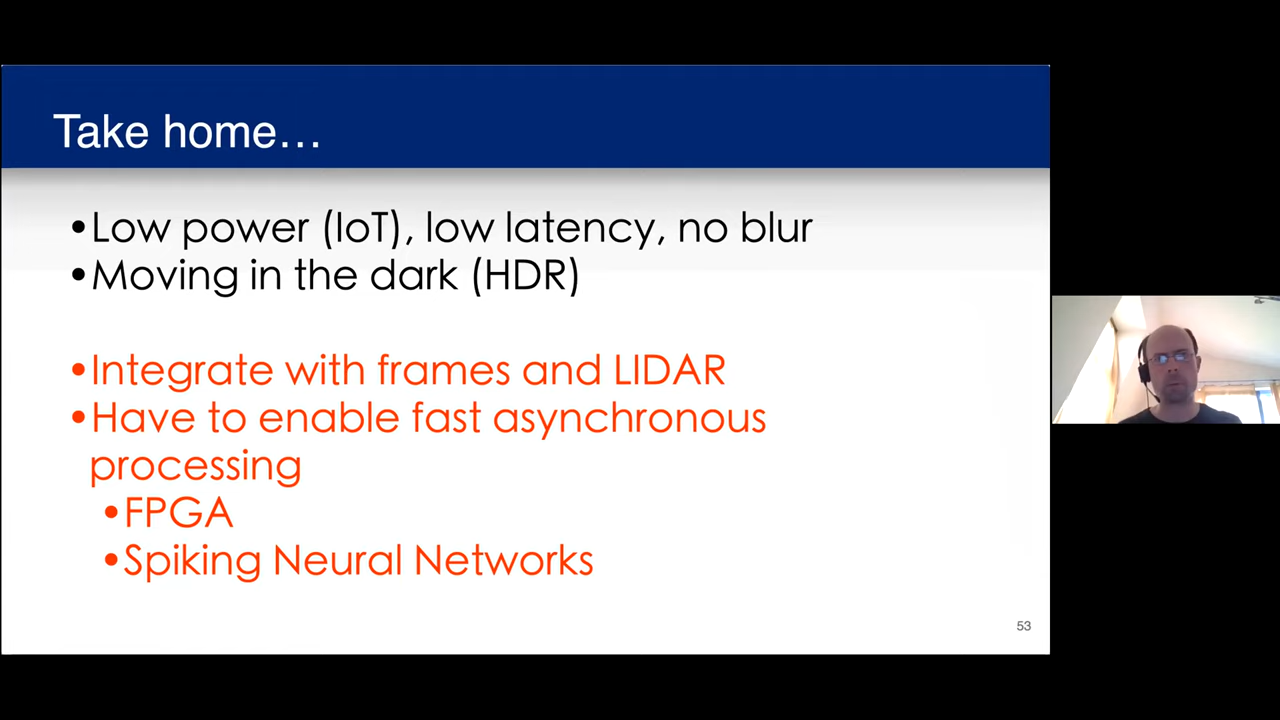 Take home…
•Low power (IoT), low latency, no blur
•Moving in the dark (HDR)
•Integrate with frames and LIDAR
•Have to enable fast asynchronous
processing
•FPGA
•Spiking Neural Networks
53